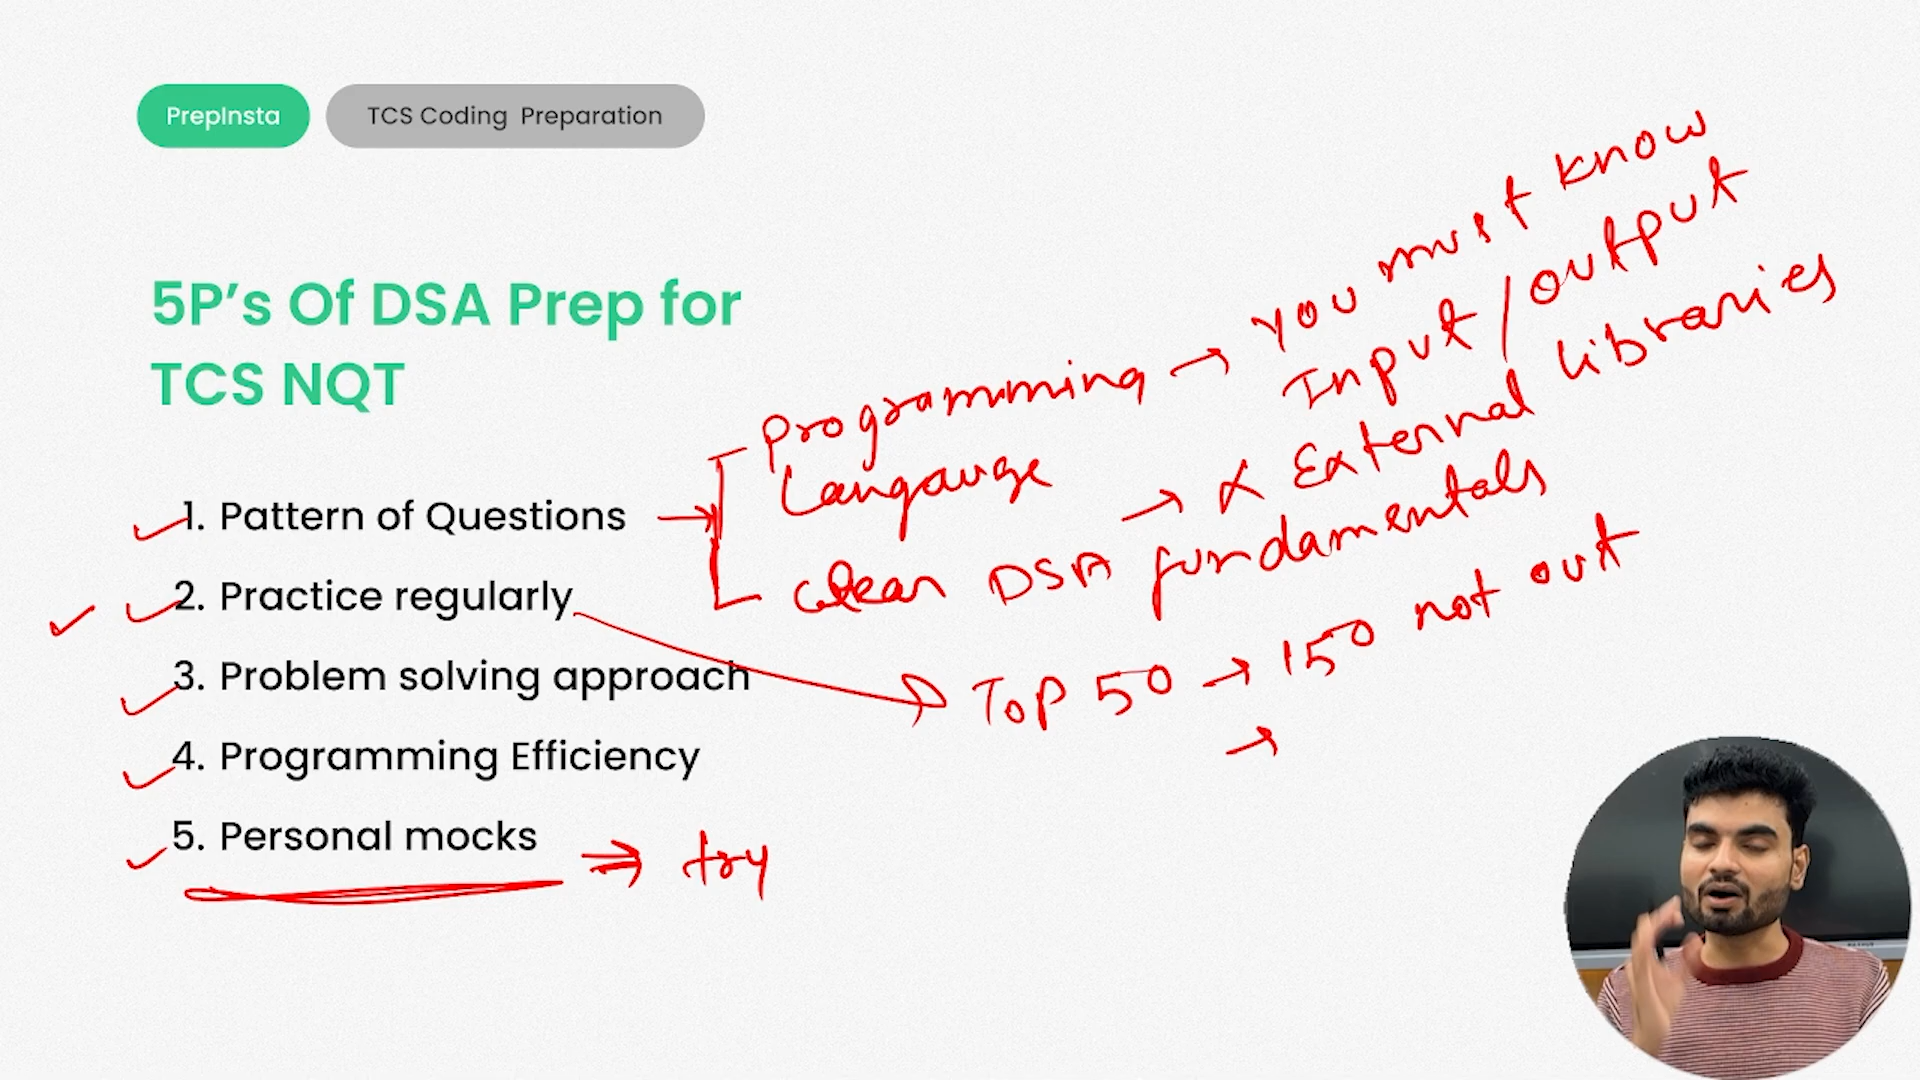 PrepInsta
TCS Coding Preparation
5P’s Of DSA Prep for
TCS NQT
1. Pattern of Questions
2. Practice regularly
3. Problem solving approach
4. Programming Efficiency
5. Personal mocks
→ try
Programming → you must know
Langauge
Input / output
→ External libraries
Clear DSA fundamentals
→ Top 50 → 150 not out
→